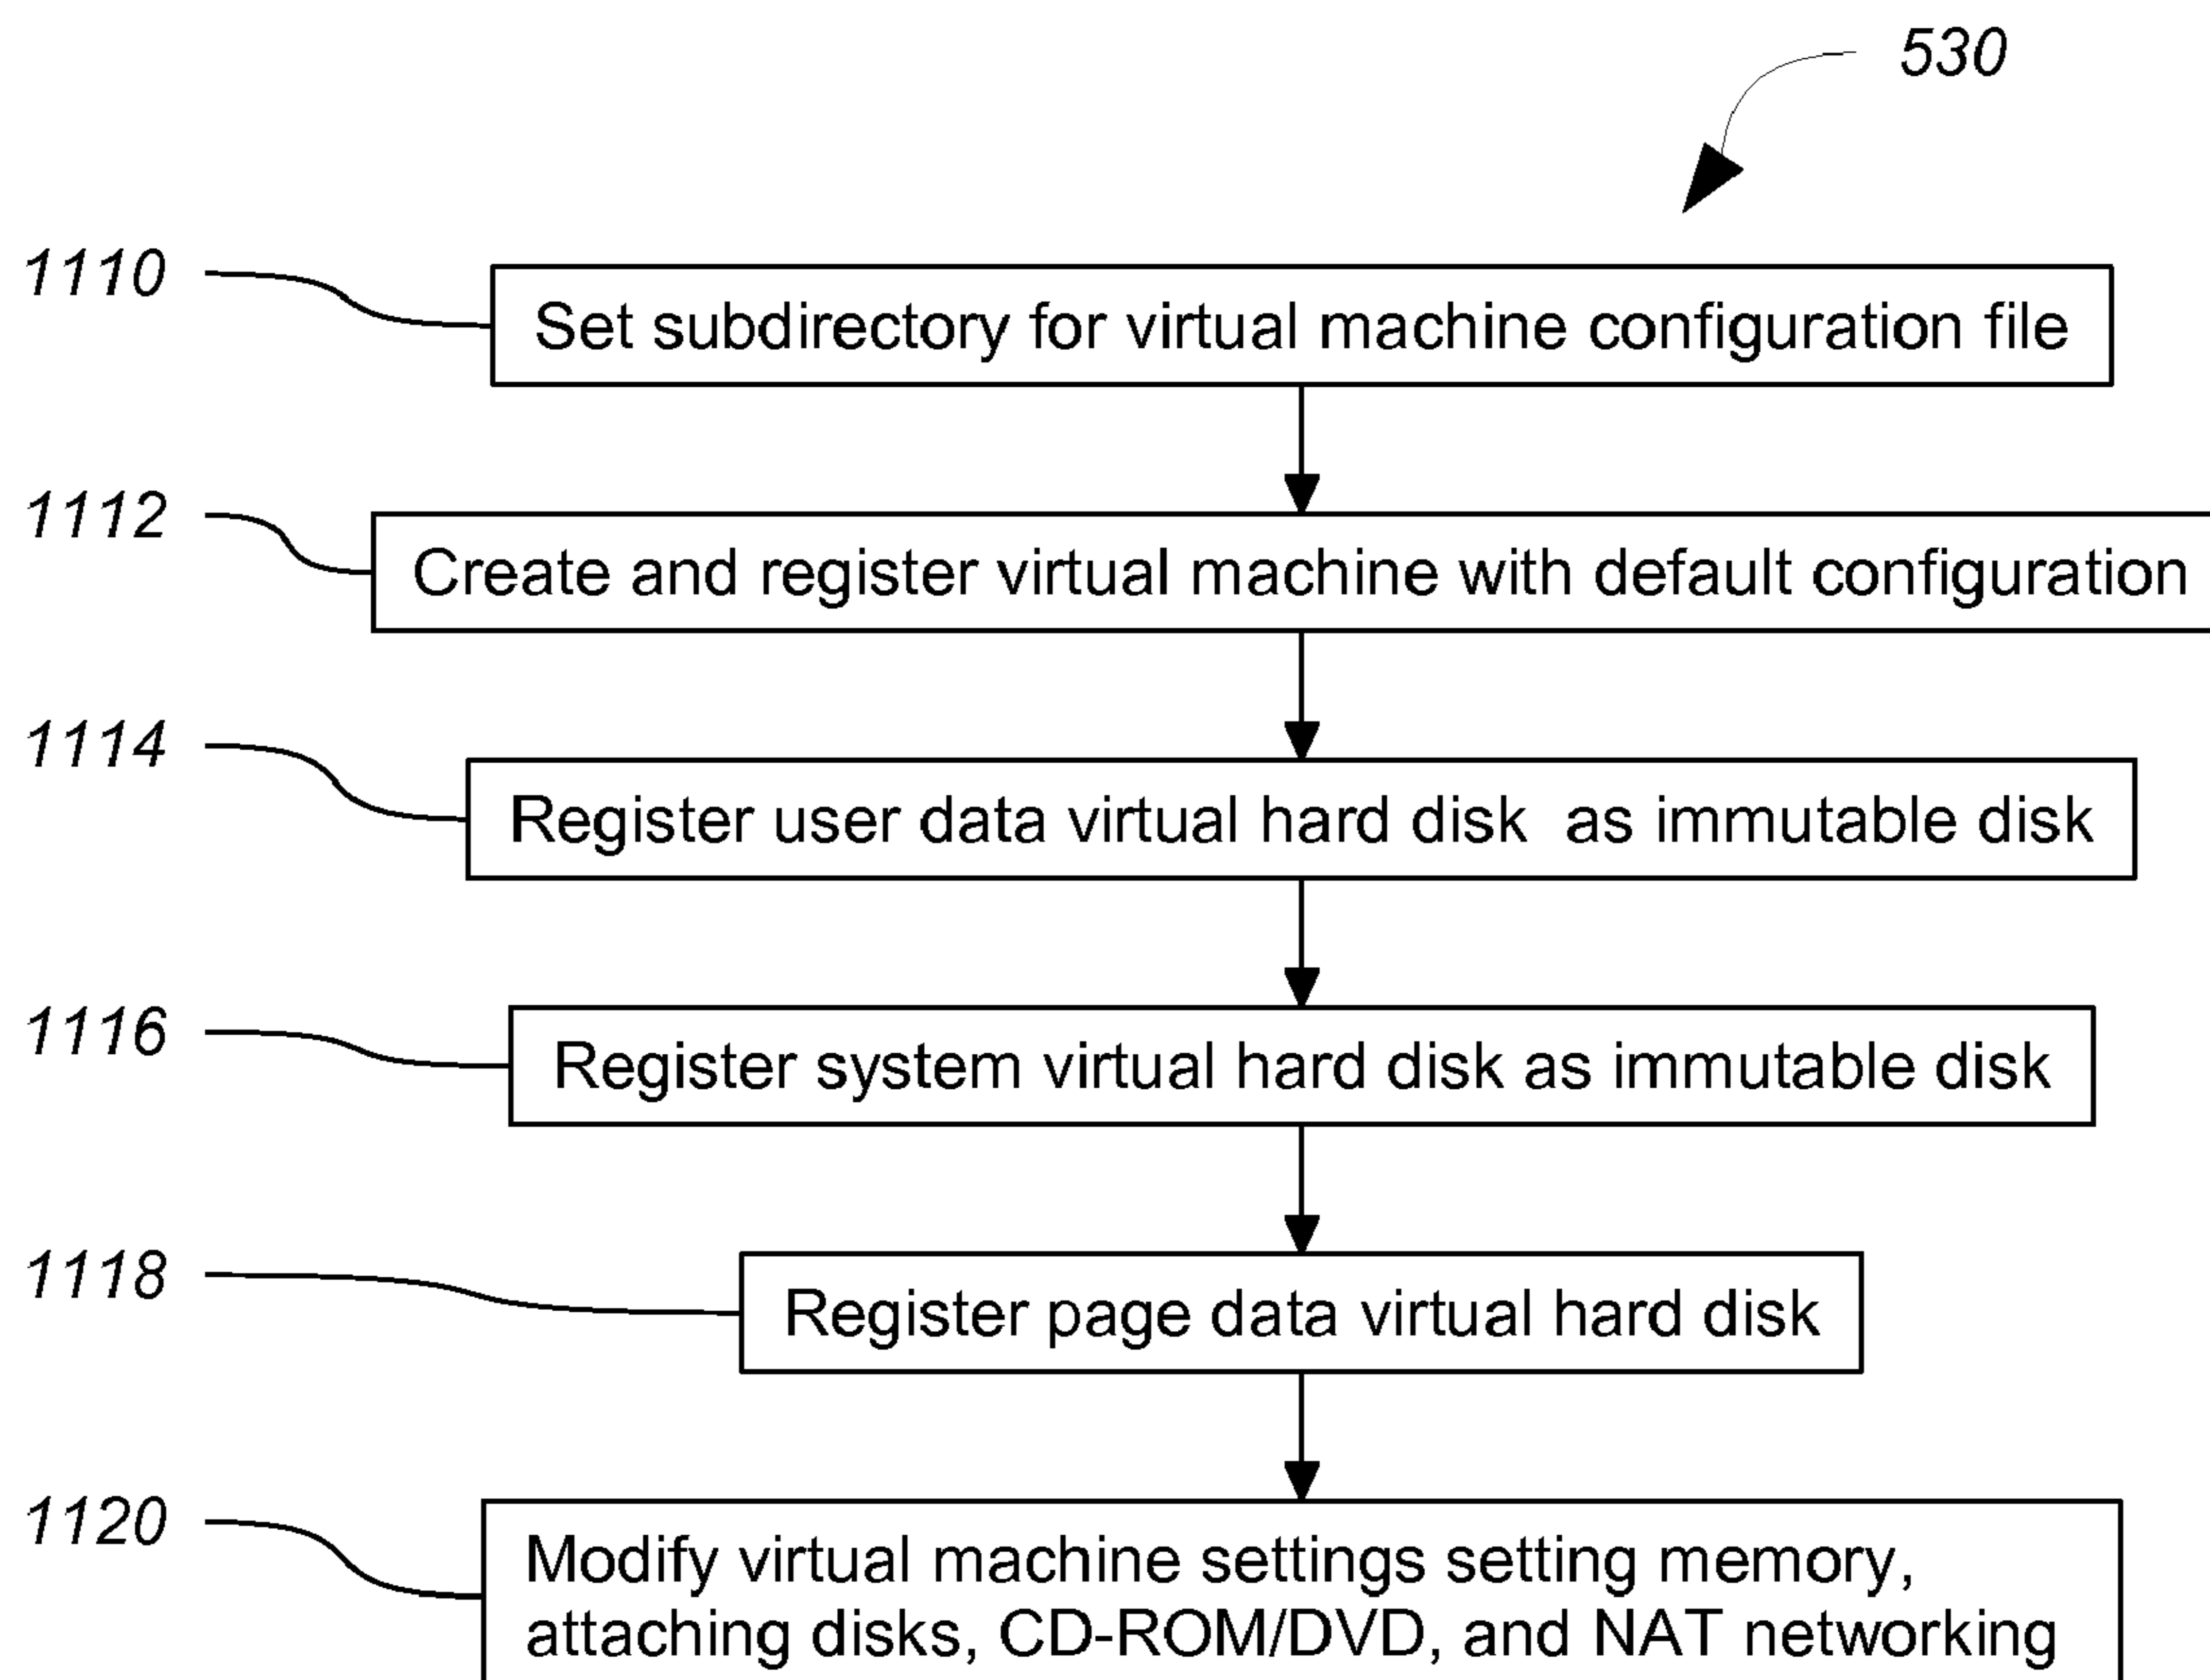 530
1110
Set subdirectory for virtual machine configuration file
1112
Create and register virtual machine with default configuration
1114
Register user data virtual hard disk as immutable disk
1116
Register system virtual hard disk as immutable disk
1118
Register page data virtual hard disk
1120
Modify virtual machine settings setting memory,
attaching disks, CD-ROM/DVD, and NAT networking